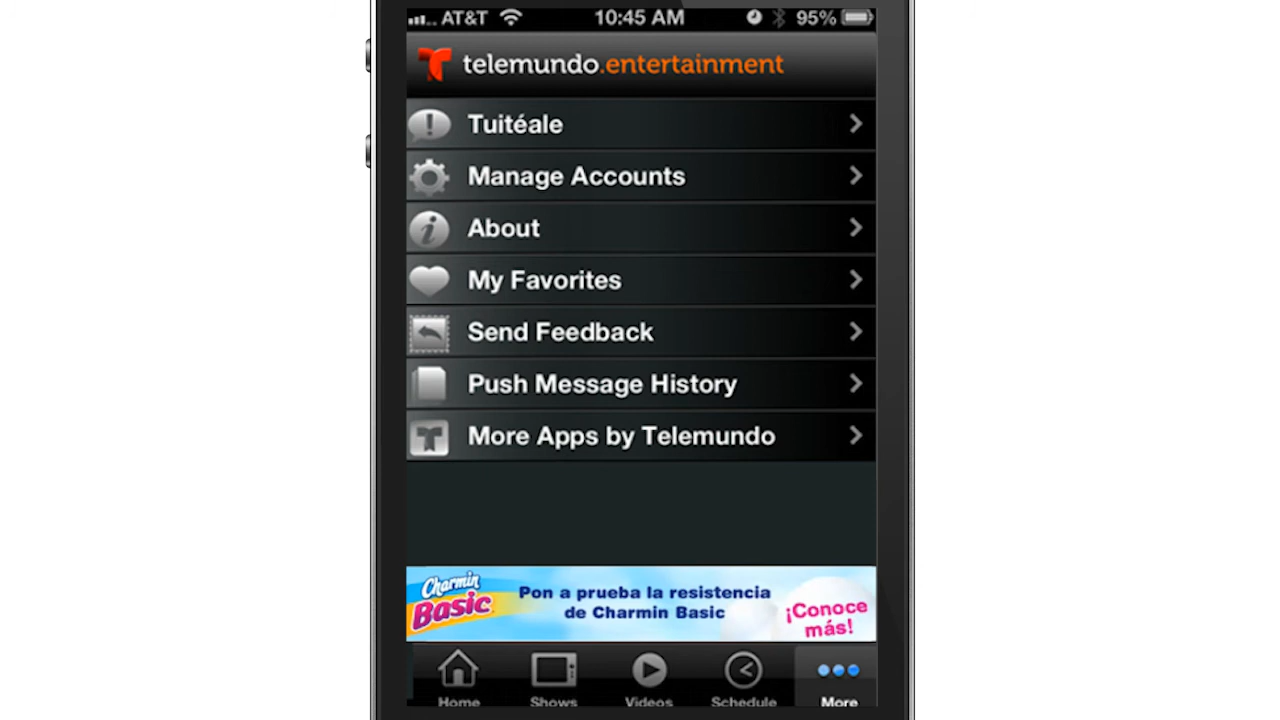 AT&T 10:45 AM 95%
telemundo.entertainment
Tuitéale
Manage Accounts
About
My Favorites
Send Feedback
Push Message History
More Apps by Telemundo
Charmin Basic
Pon a prueba la resistencia
de Charmin Basic
¡Conoce
más!
Home Shows Videos Schedule More